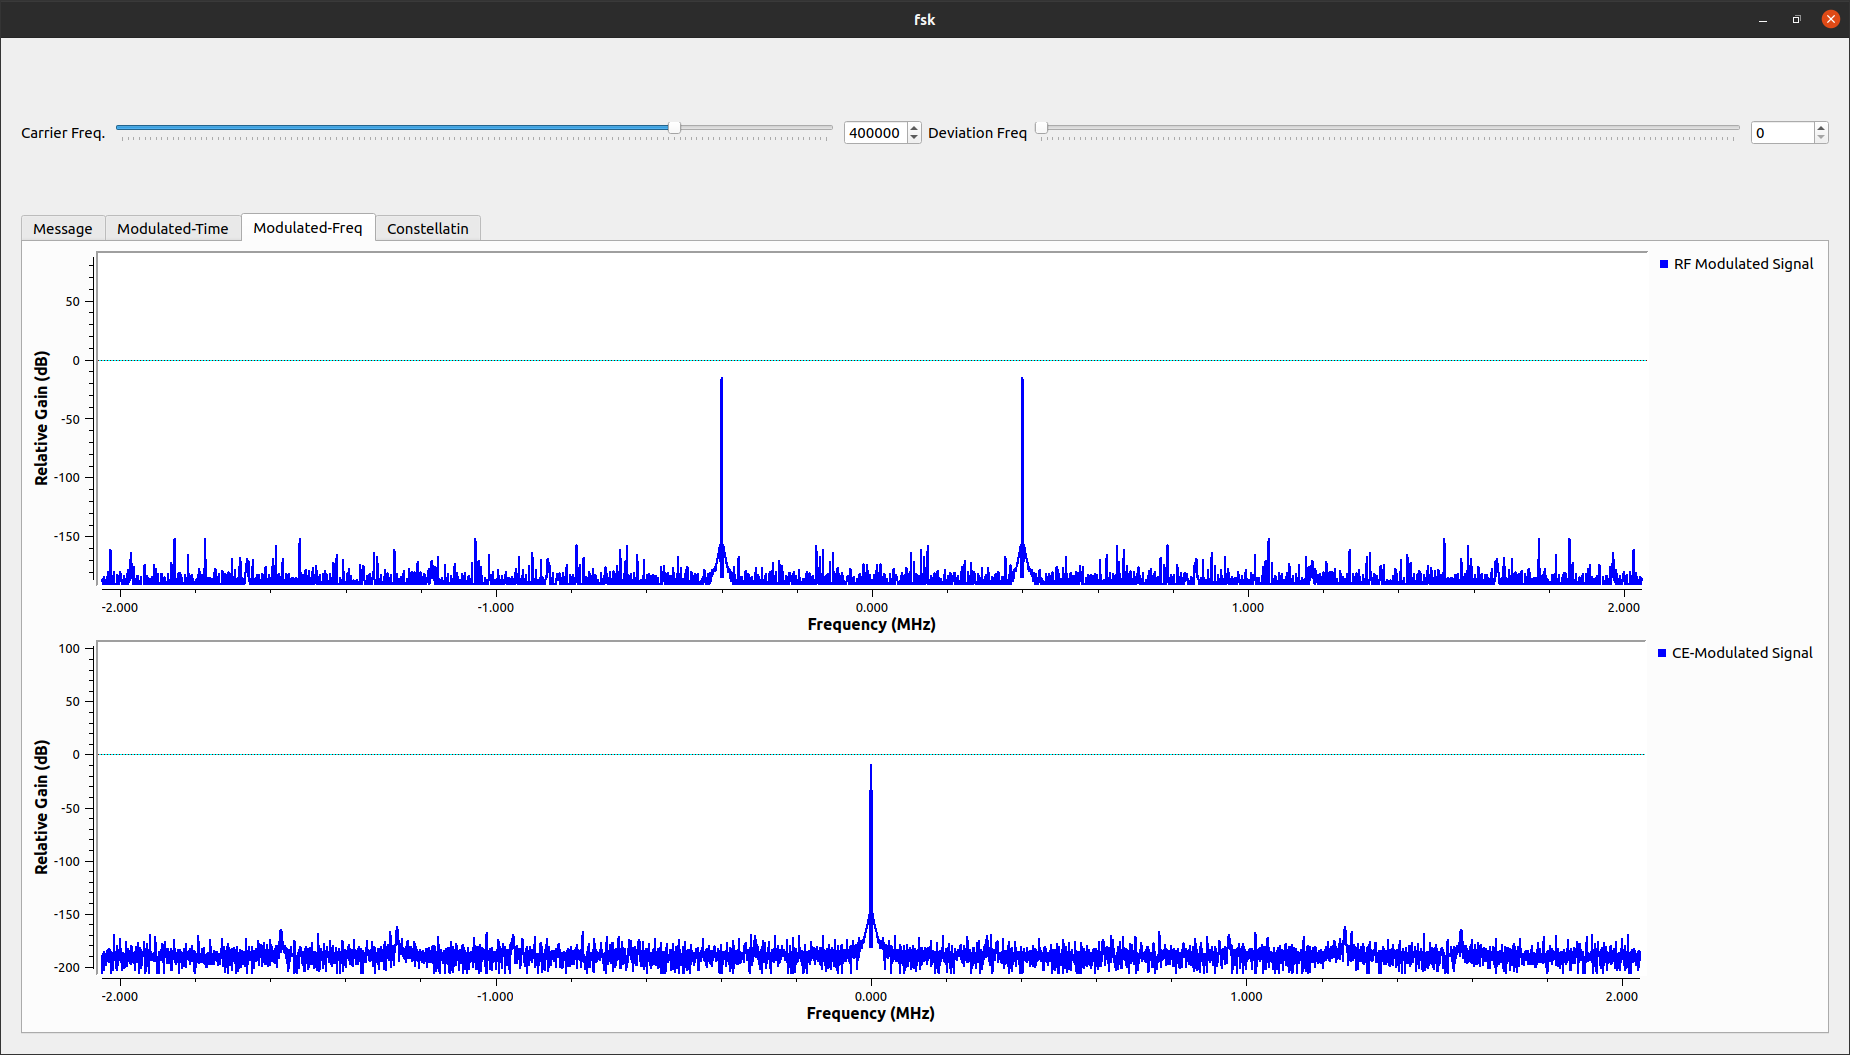 fsk
Carrier Freq. 400000 Deviation Freq 0
Message Modulated-Time Modulated-Freq Constellatin
RF Modulated Signal
Relative Gain (dB)
50
0
-50
-100
-150
-2.000 -1.000 0.000 1.000 2.000
Frequency (MHz)
CE-Modulated Signal
Relative Gain (dB)
100
50
0
-50
-100
-150
-200
-2.000 -1.000 0.000 1.000 2.000
Frequency (MHz)